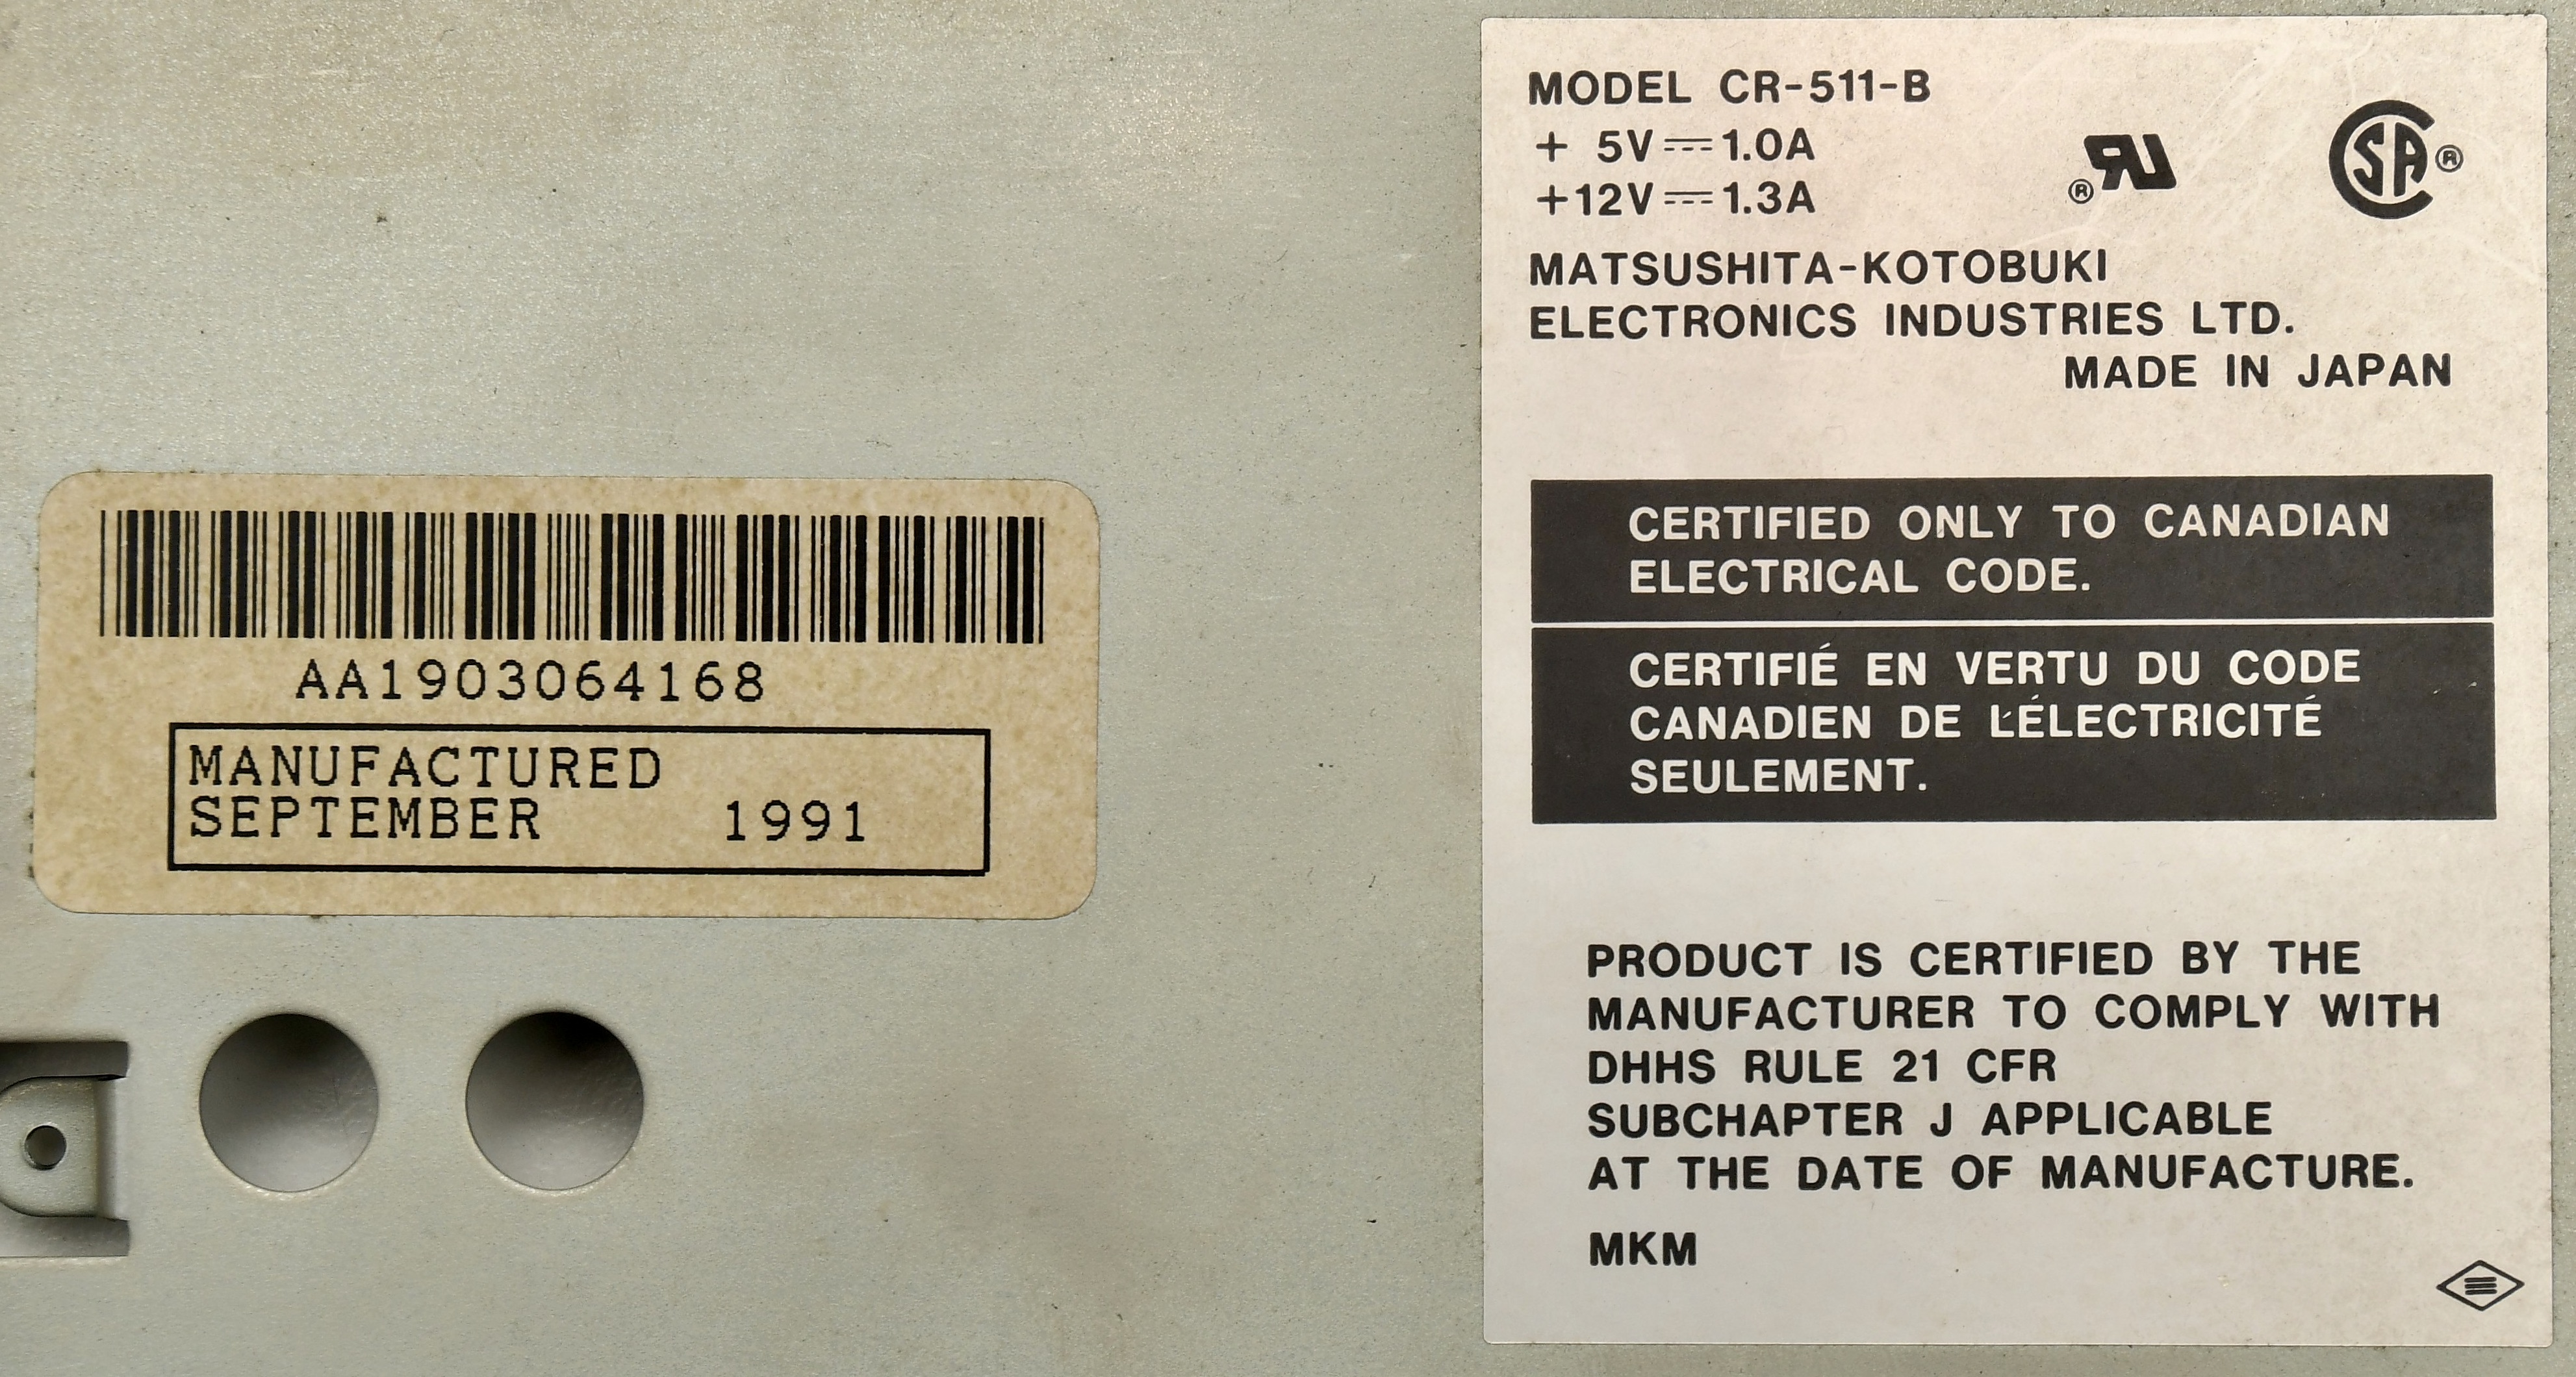 AA1903064168
MANUFACTURED
SEPTEMBER 1991
MODEL CR-511-B
+ 5V⎓1.0A
+12V⎓1.3A
® RU
CSA ®
MATSUSHITA-KOTOBUKI
ELECTRONICS INDUSTRIES LTD.
MADE IN JAPAN
CERTIFIED ONLY TO CANADIAN
ELECTRICAL CODE.
CERTIFIÉ EN VERTU DU CODE
CANADIEN DE L'ÉLECTRICITÉ
SEULEMENT.
PRODUCT IS CERTIFIED BY THE
MANUFACTURER TO COMPLY WITH
DHHS RULE 21 CFR
SUBCHAPTER J APPLICABLE
AT THE DATE OF MANUFACTURE.
MKM